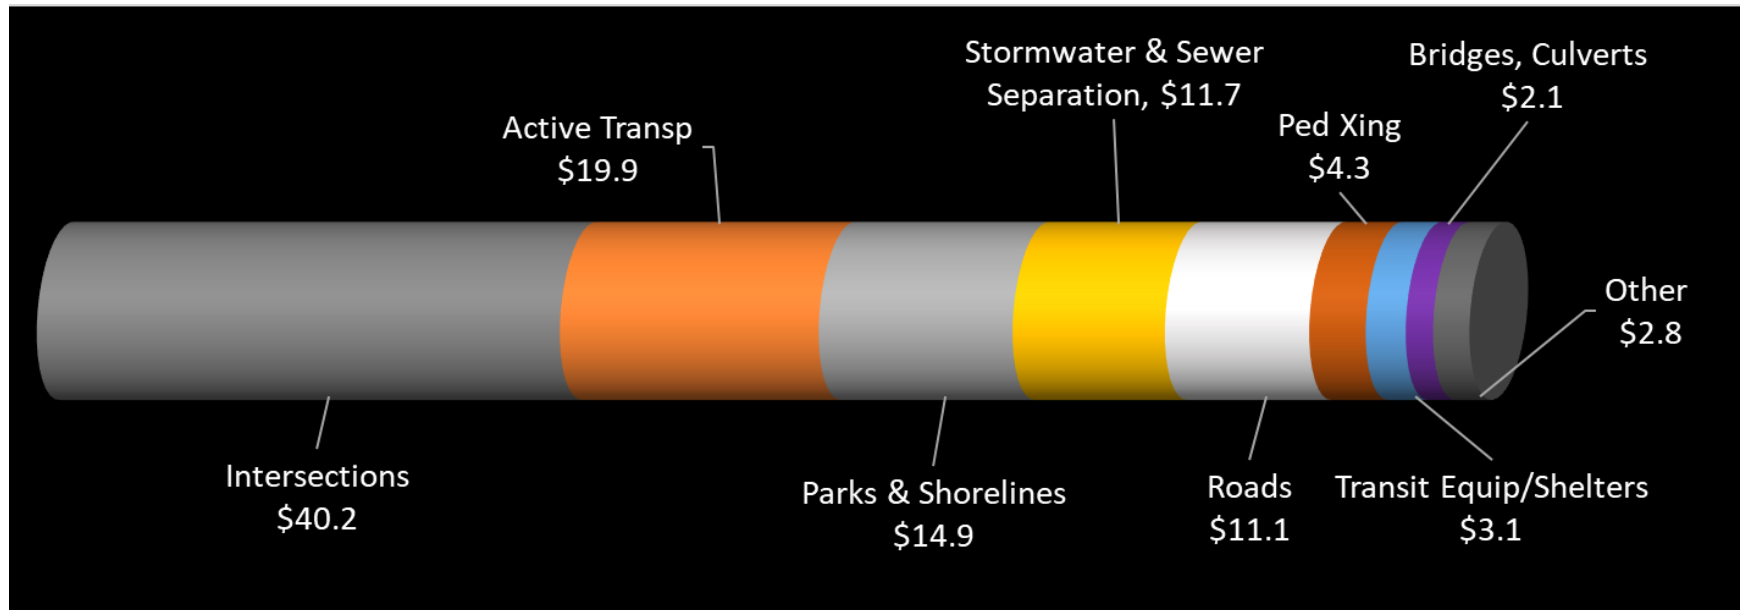 Stormwater & Sewer
Separation, $11.7
Bridges, Culverts
$2.1
Active Transp
$19.9
Ped Xing
$4.3
Other
$2.8
Intersections
$40.2
Parks & Shorelines
$14.9
Roads
$11.1
Transit Equip/Shelters
$3.1